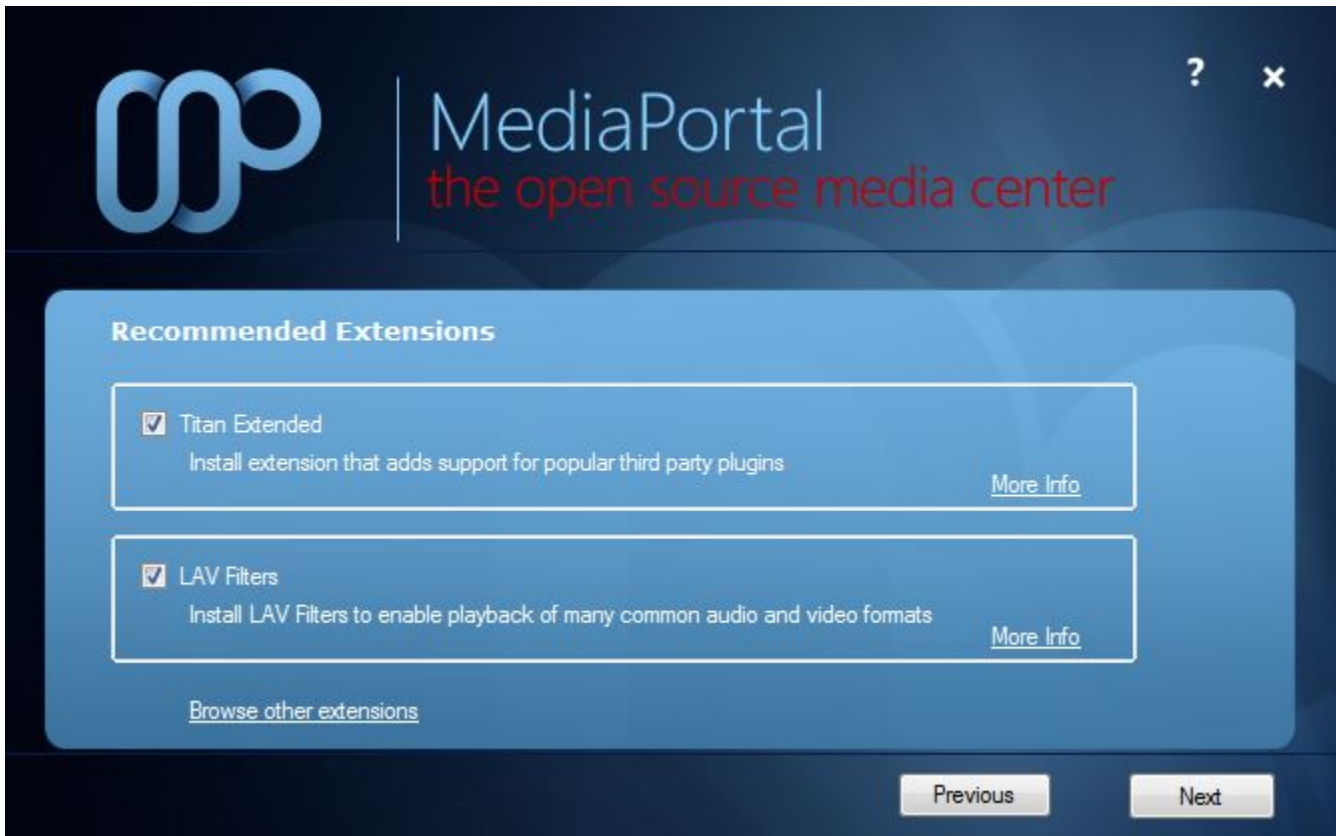 ?
MediaPortal
the open source media center
Recommended Extensions
Titan Extended
Install extension that adds support for popular third party plugins
More Info
LAV Filters
Install LAV Filters to enable playback of many common audio and video formats
More Info
Browse other extensions
Previous Next